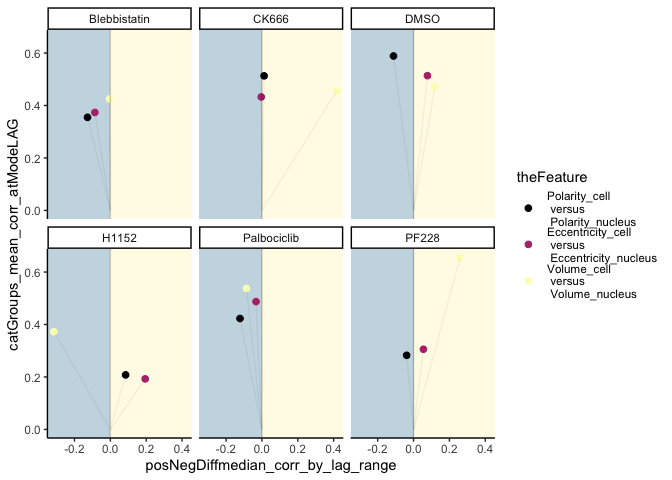 Blebbistatin
CK666
DMSO
0.6
0.4
0.2
0.0
H1152
Palbociclib
PF228
0.6
0.4
0.2
0.0
-0.2 0.0 0.2 0.4
-0.2 0.0 0.2 0.4
-0.2 0.0 0.2 0.4
posNegDiffmedian_corr_by_lag_range
catGroups_mean_corr_atModeLAG
theFeature
Polarity_cell
versus
Polarity_nucleus
Eccentricity_cell
versus
Eccentricity_nucleus
Volume_cell
versus
Volume_nucleus